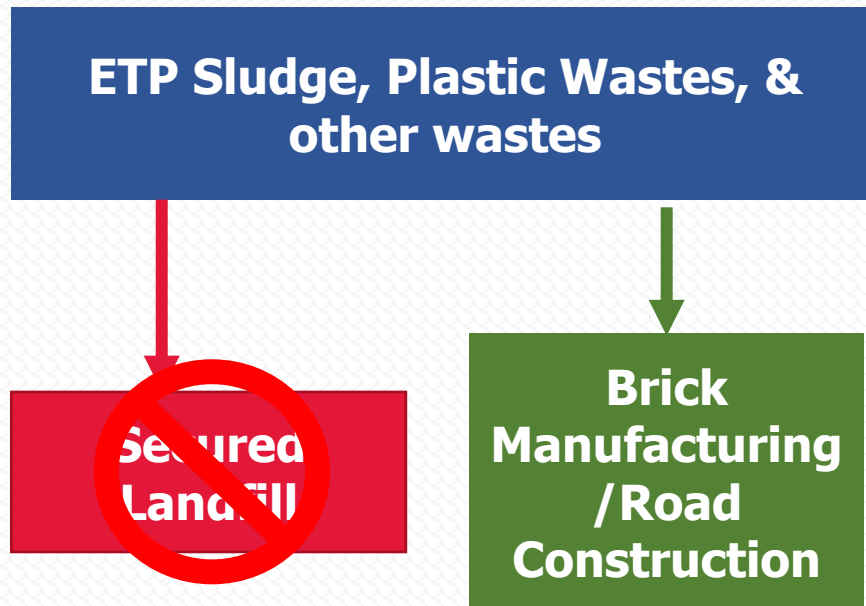 ETP Sludge, Plastic Wastes, &
other wastes
Secured
Landfill
Brick
Manufacturing
/Road
Construction